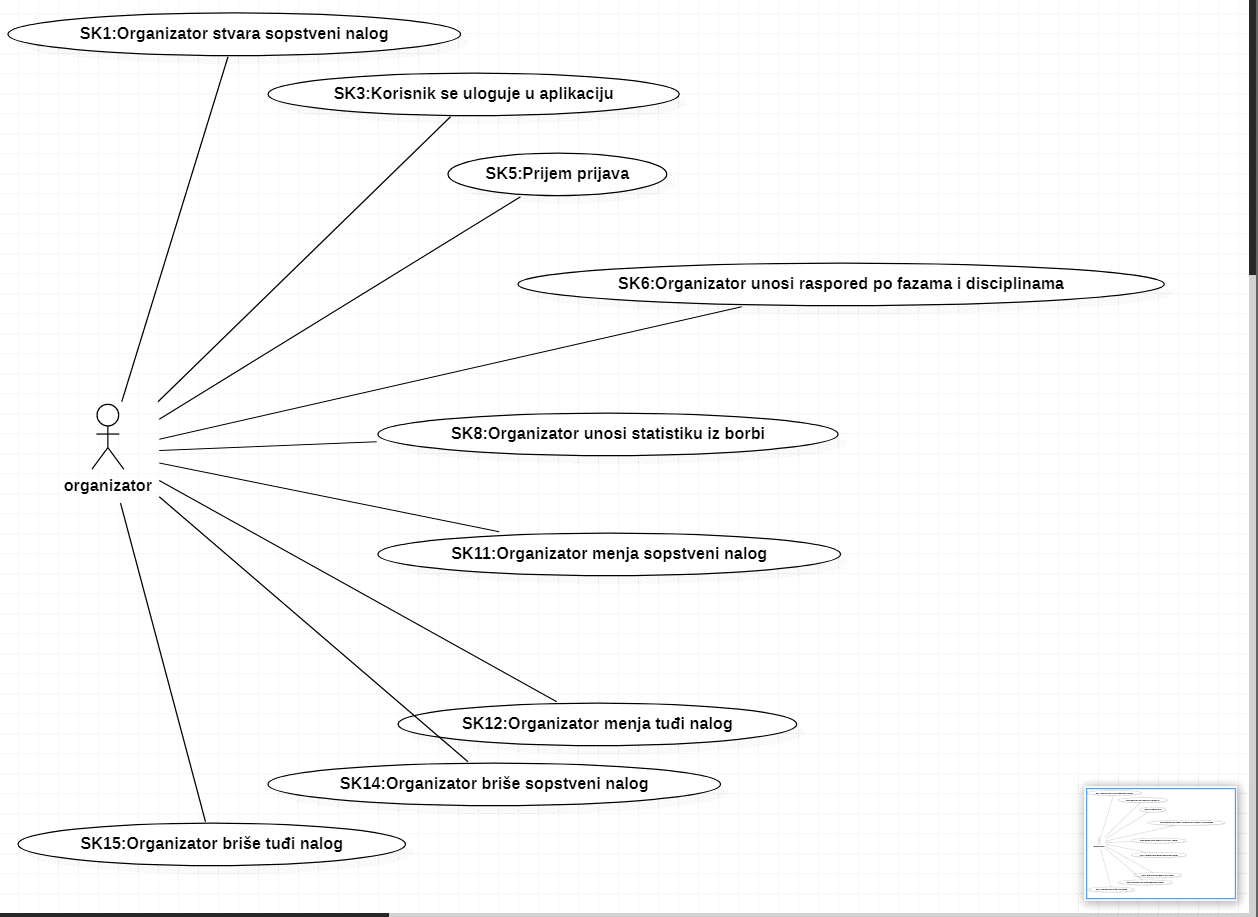 SK1:Organizator stvara sopstveni nalog
SK3:Korisnik se uloguje u aplikaciju
SK5:Prijem prijava
SK6:Organizator unosi raspored po fazama i disciplinama
SK8:Organizator unosi statistiku iz borbi
organizator
SK11:Organizator menja sopstveni nalog
SK12:Organizator menja tuđi nalog
SK14:Organizator briše sopstveni nalog
SK15:Organizator briše tuđi nalog